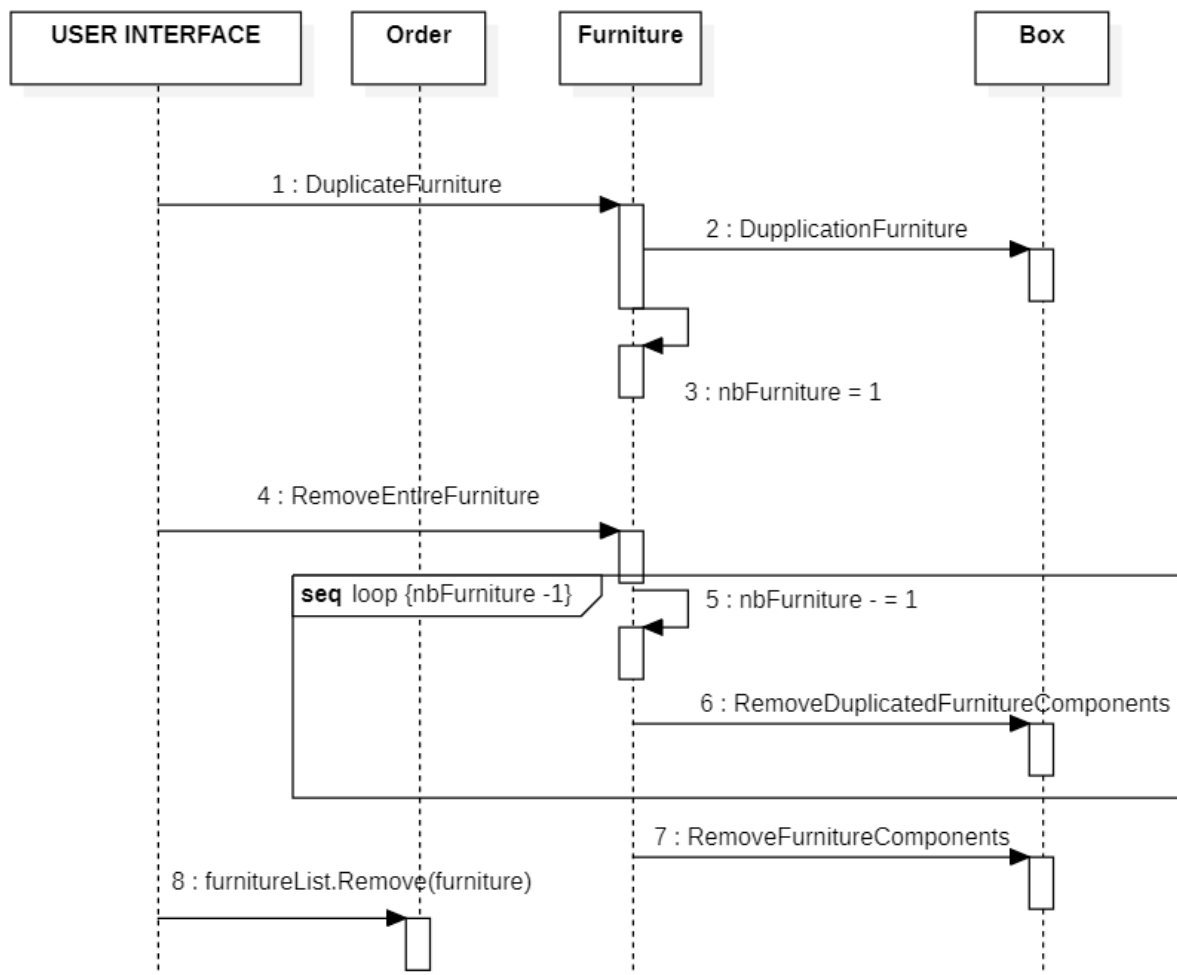 USER INTERFACE
Order
Furniture
Box
1 : DuplicateFurniture
2 : DupplicationFurniture
3 : nbFurniture = 1
4 : RemoveEntIreFurniture
seq loop {nbFurniture -1}
5 : nbFurniture - = 1
6 : RemoveDuplicatedFurnitureComponents
7 : RemoveFurnitureComponents
8 : furnitureList.Remove(furniture)